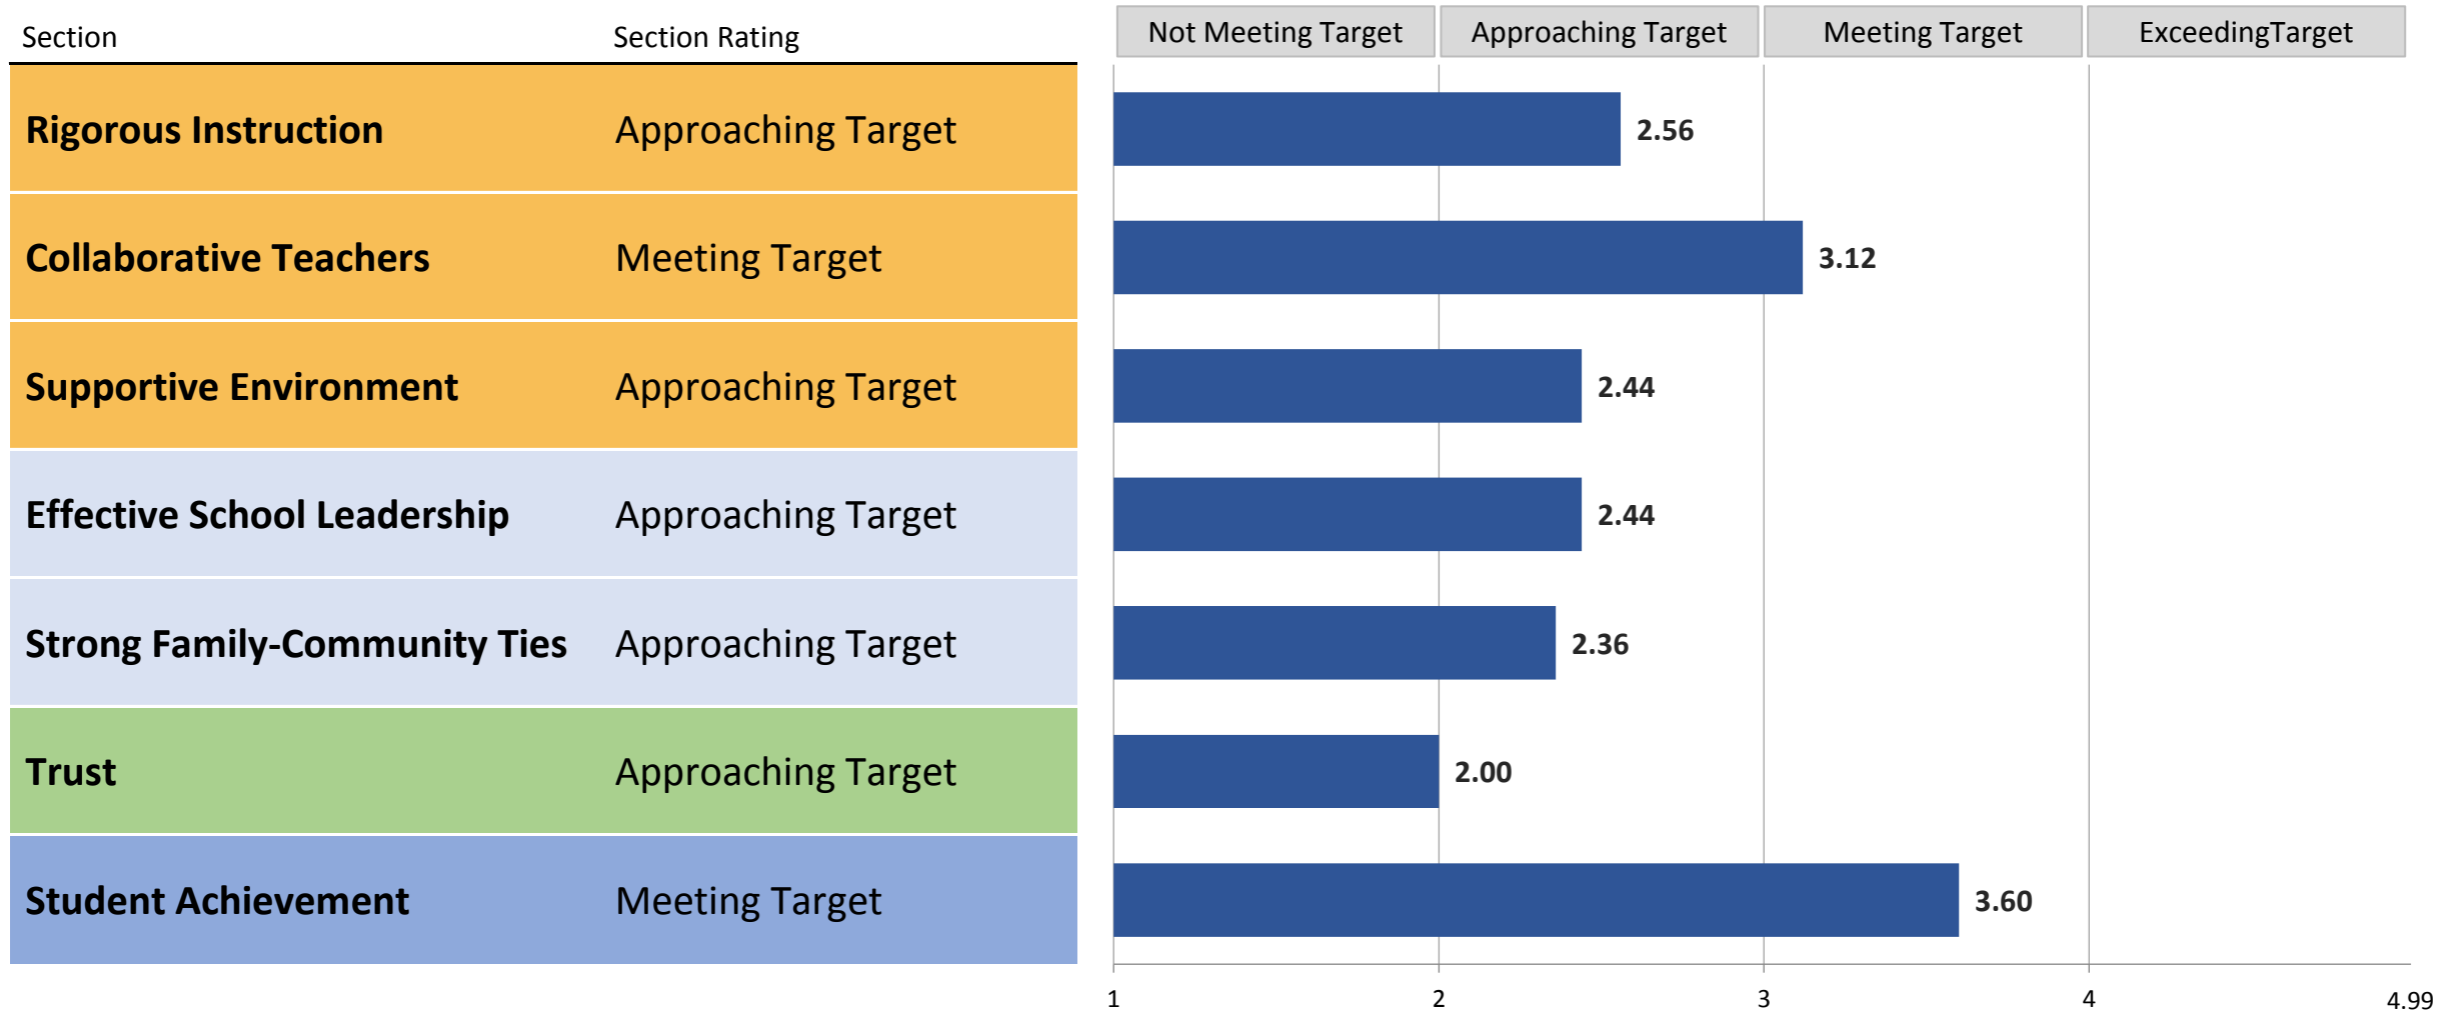 Section Section Rating Not Meeting Target Approaching Target Meeting Target ExceedingTarget
Rigorous Instruction Approaching Target 2.56
Collaborative Teachers Meeting Target 3.12
Supportive Environment Approaching Target 2.44
Effective School Leadership Approaching Target 2.44
Strong Family-Community Ties Approaching Target 2.36
Trust Approaching Target 2.00
Student Achievement Meeting Target 3.60
1 2 3 4 4.99